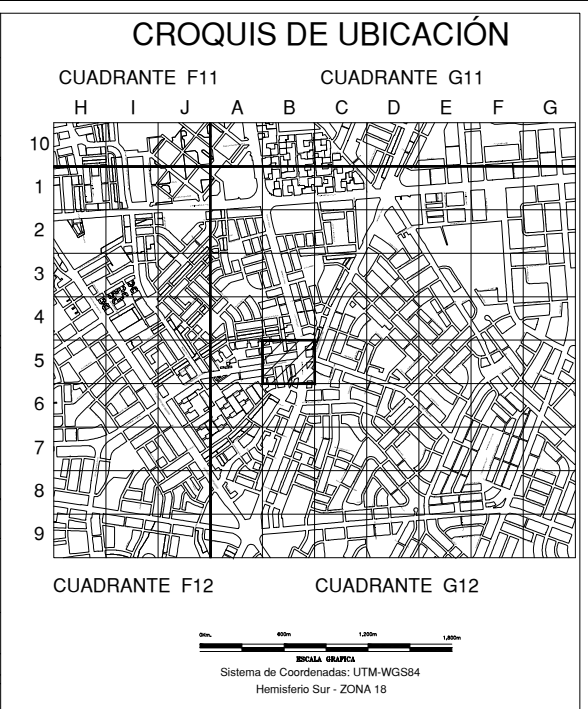 CROQUIS DE UBICACIÓN
CUADRANTE F11 CUADRANTE G11
H I J A B C D E F G
10
1
2
3
4
5
6
7
8
9
CUADRANTE F12 CUADRANTE G12
0Km. 600m 1,200m 1,800m
ESCALA GRAFICA
Sistema de Coordenadas: UTM-WGS84
Hemisferio Sur - ZONA 18